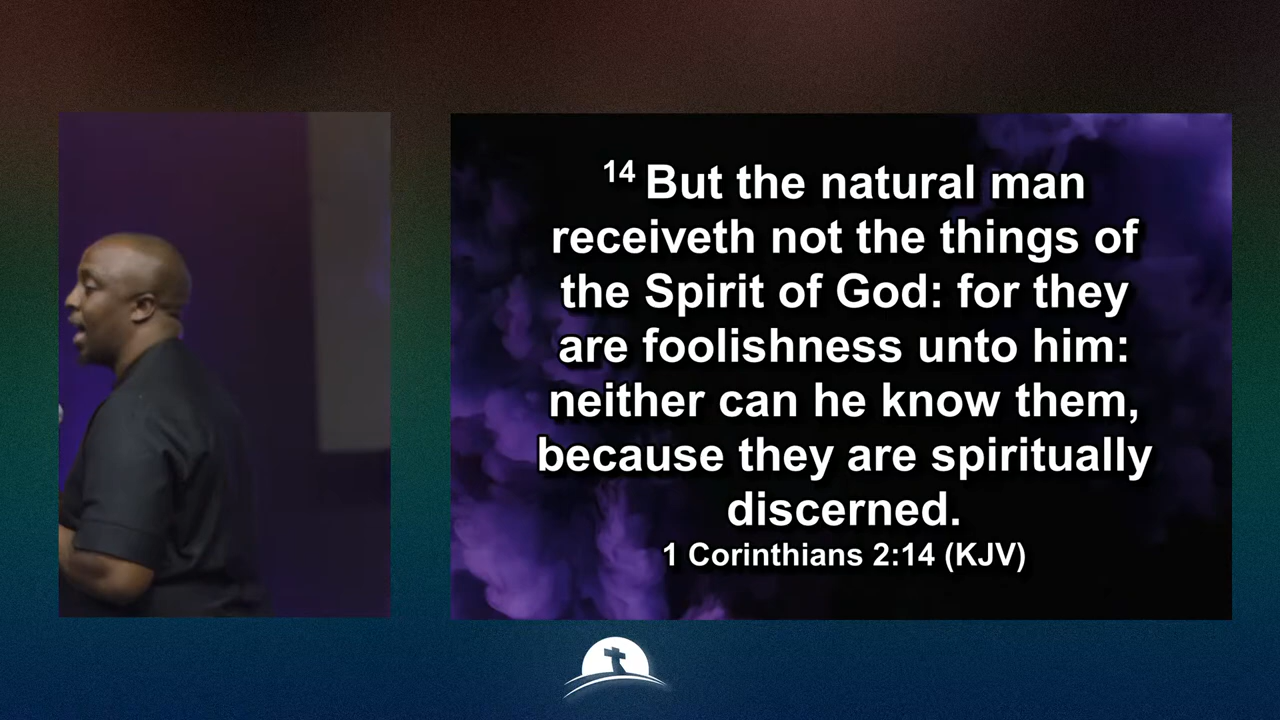 14 But the natural man
receiveth not the things of
the Spirit of God: for they
are foolishness unto him:
neither can he know them,
because they are spiritually
discerned.
1 Corinthians 2:14 (KJV)